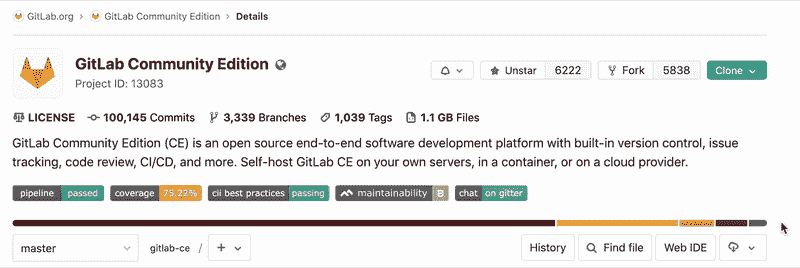 GitLab.org > GitLab Community Edition > Details
GitLab Community Edition
Project ID: 13083
Unstar 6222 Fork 5838 Clone
LICENSE 100,145 Commits 3,339 Branches 1,039 Tags 1.1 GB Files
GitLab Community Edition (CE) is an open source end-to-end software development platform with built-in version control, issue
tracking, code review, CI/CD, and more. Self-host GitLab CE on your own servers, in a container, or on a cloud provider.
pipeline passed coverage 75.22% cii best practices passing maintainability B chat on gitter
master gitlab-ce / + History Find file Web IDE